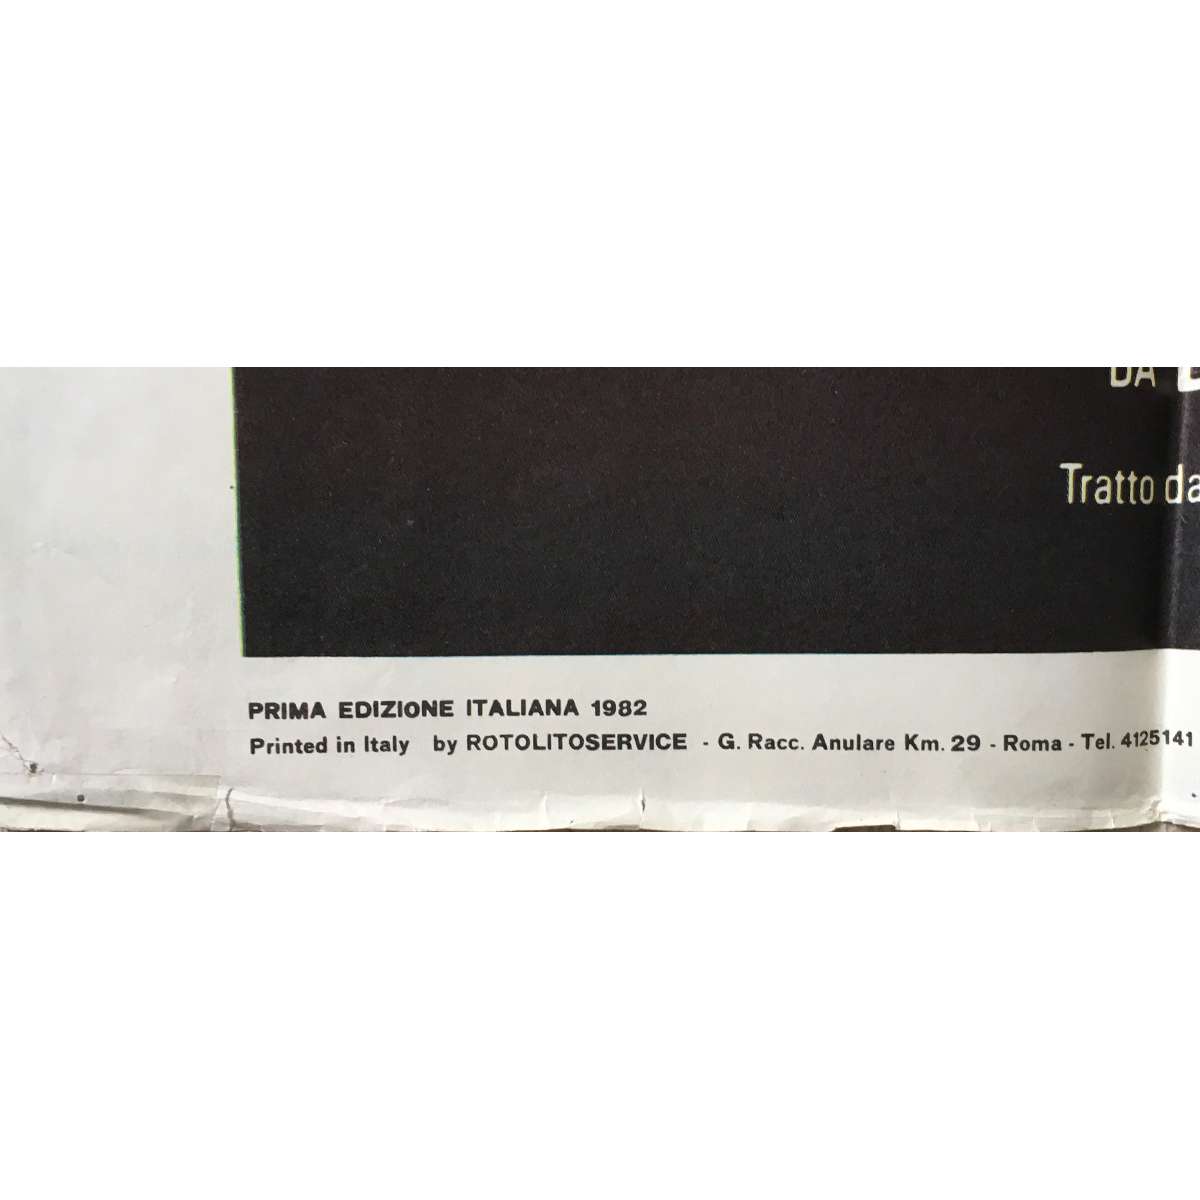 DA
Tratto da
PRIMA EDIZIONE ITALIANA 1982
Printed in Italy by ROTOLITOSERVICE - G. Racc. Anulare Km. 29 - Roma - Tel. 4125141